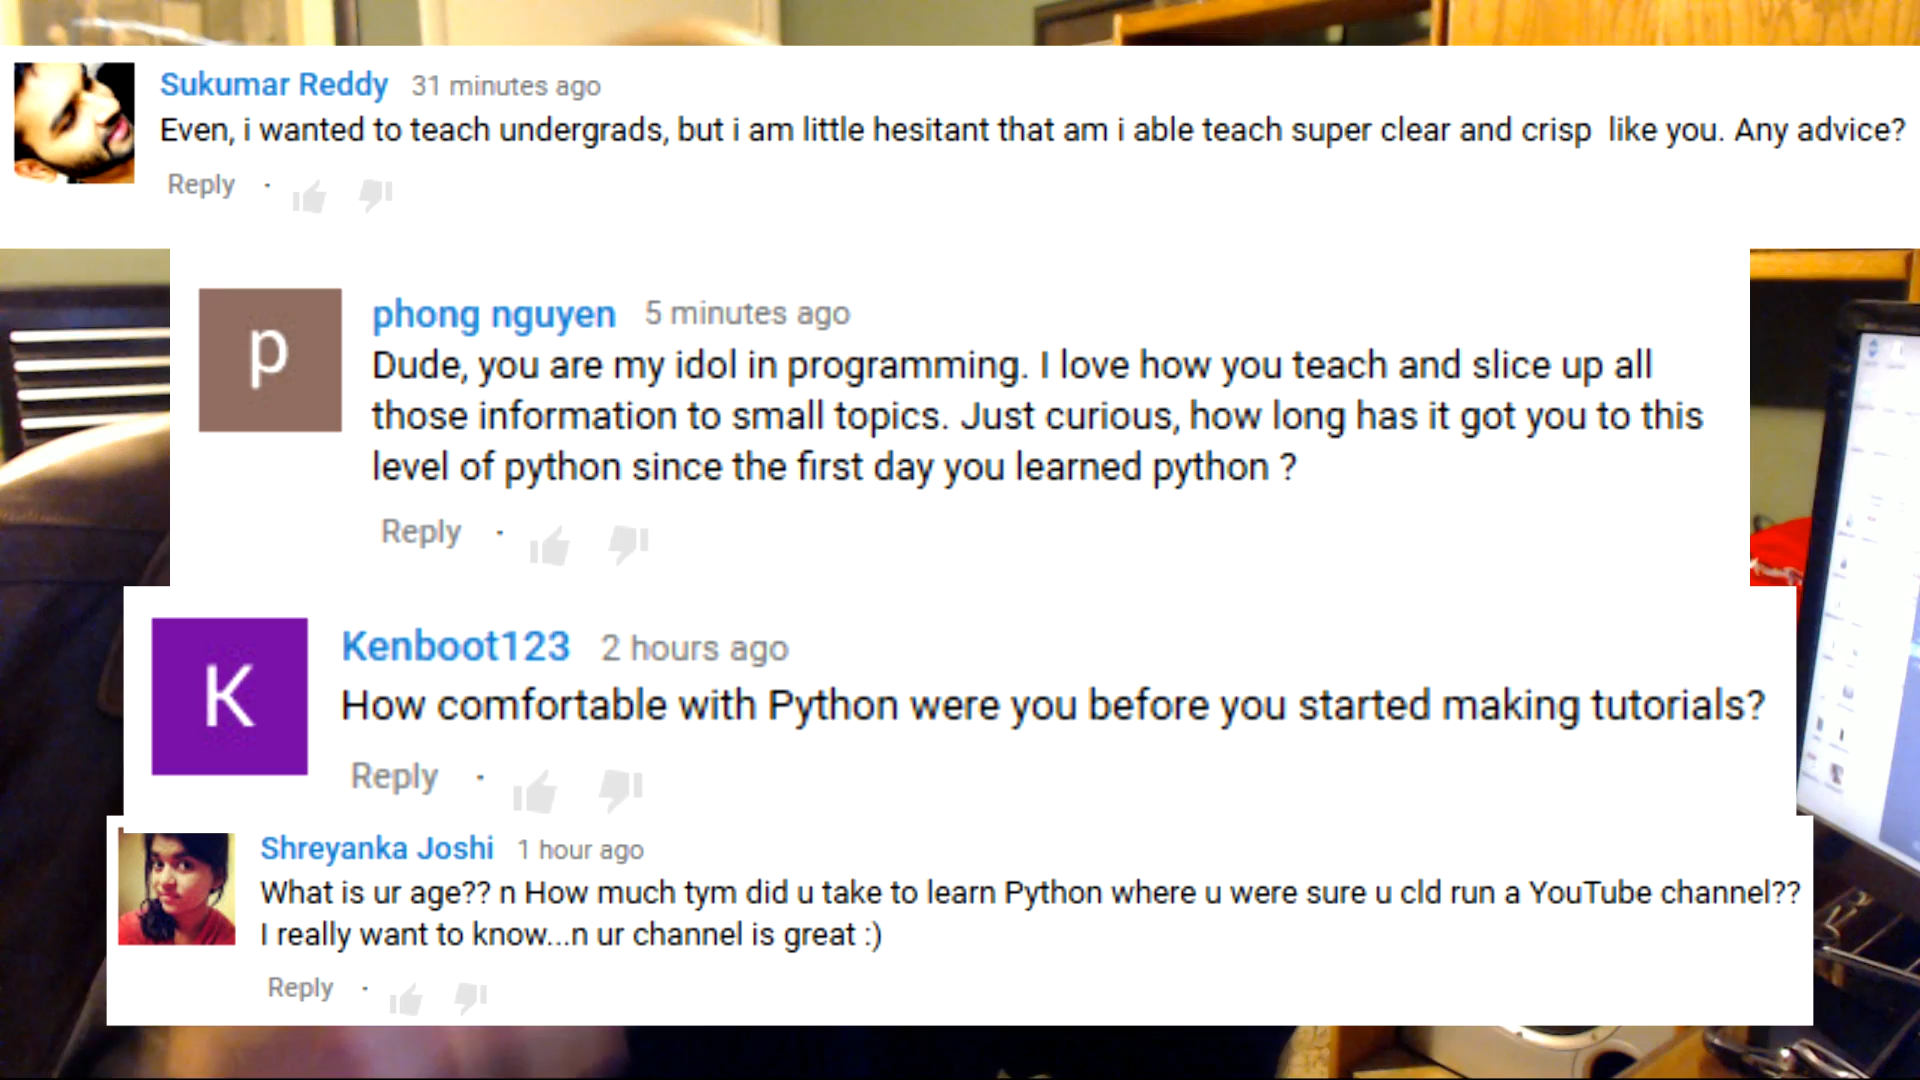 Sukumar Reddy 31 minutes ago
Even, i wanted to teach undergrads, but i am little hesitant that am i able teach super clear and crisp like you. Any advice?
Reply ·
p
phong nguyen 5 minutes ago
Dude, you are my idol in programming. I love how you teach and slice up all
those information to small topics. Just curious, how long has it got you to this
level of python since the first day you learned python ?
Reply ·
K
Kenboot123 2 hours ago
How comfortable with Python were you before you started making tutorials?
Reply ·
Shreyanka Joshi 1 hour ago
What is ur age?? n How much tym did u take to learn Python where u were sure u cld run a YouTube channel??
I really want to know...n ur channel is great :)
Reply ·